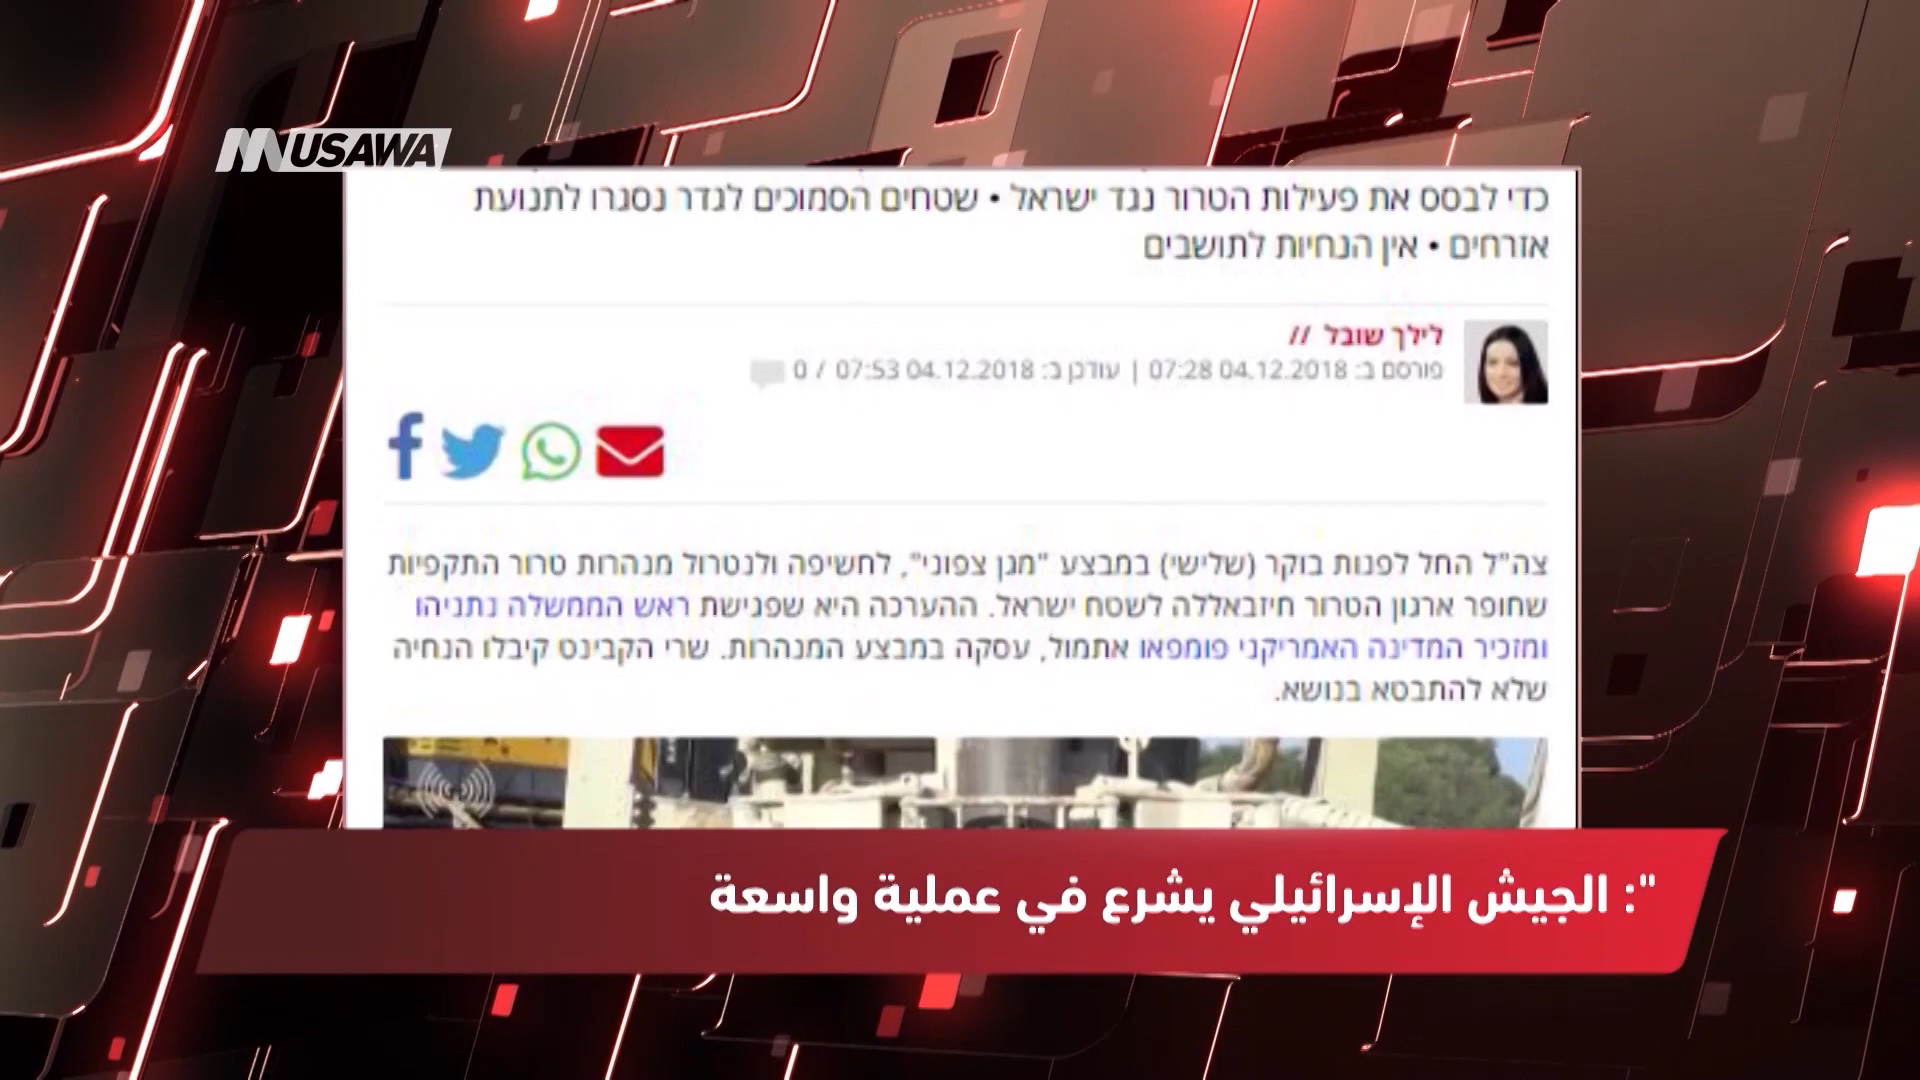 MUSAWA
כדי לבסס את פעילות הטרור נגד ישראל • שטחים הסמוכים לגדר נסגרו לתנועת
אזרחים • אין הנחיות לתושבים
לילך שובל //
פורסם ב: 04.12.2018 07:28 | עודכן ב: 04.12.2018 07:53 / 0
צה"ל החל לפנות בוקר (שלישי) במבצע "מגן צפוני", לחשיפה ולנטרול מנהרות טרור התקפיות
שחופר ארגון הטרור חיזבאללה לשטח ישראל. ההערכה היא שפגישת ראש הממשלה נתניהו
ומזכיר המדינה האמריקני פומפאו אתמול, עסקה במבצע המנהרות. שרי הקבינט קיבלו הנחיה
שלא להתבטא בנושא.
": الجيش الإسرائيلي يشرع في عملية واسعة